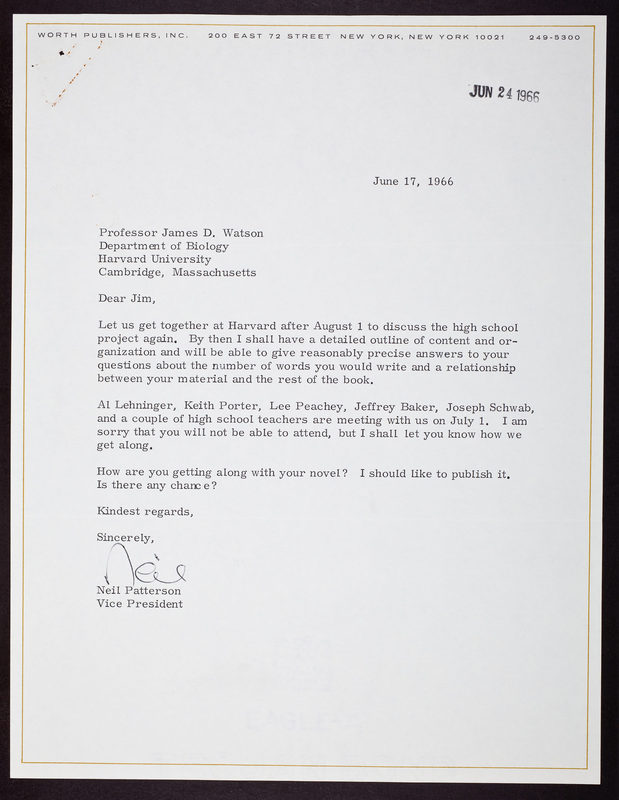 WORTH PUBLISHERS, INC. 200 EAST 72 STREET NEW YORK, NEW YORK 10021 249-5300
JUN 24 1966
June 17, 1966
Professor James D. Watson
Department of Biology
Harvard University
Cambridge, Massachusetts
Dear Jim,
Let us get together at Harvard after August 1 to discuss the high school
project again. By then I shall have a detailed outline of content and or-
ganization and will be able to give reasonably precise answers to your
questions about the number of words you would write and a relationship
between your material and the rest of the book.
Al Lehninger, Keith Porter, Lee Peachey, Jeffrey Baker, Joseph Schwab,
and a couple of high school teachers are meeting with us on July 1. I am
sorry that you will not be able to attend, but I shall let you know how we
get along.
How are you getting along with your novel? I should like to publish it.
Is there any chance?
Kindest regards,
Sincerely,
Neil
Neil Patterson
Vice President